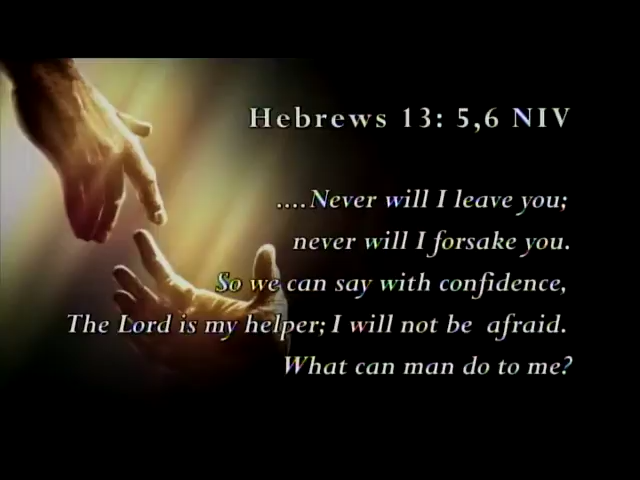 Hebrews 13: 5,6 NIV
....Never will I leave you;
never will I forsake you.
So we can say with confidence,
The Lord is my helper; I will not be afraid.
What can man do to me?